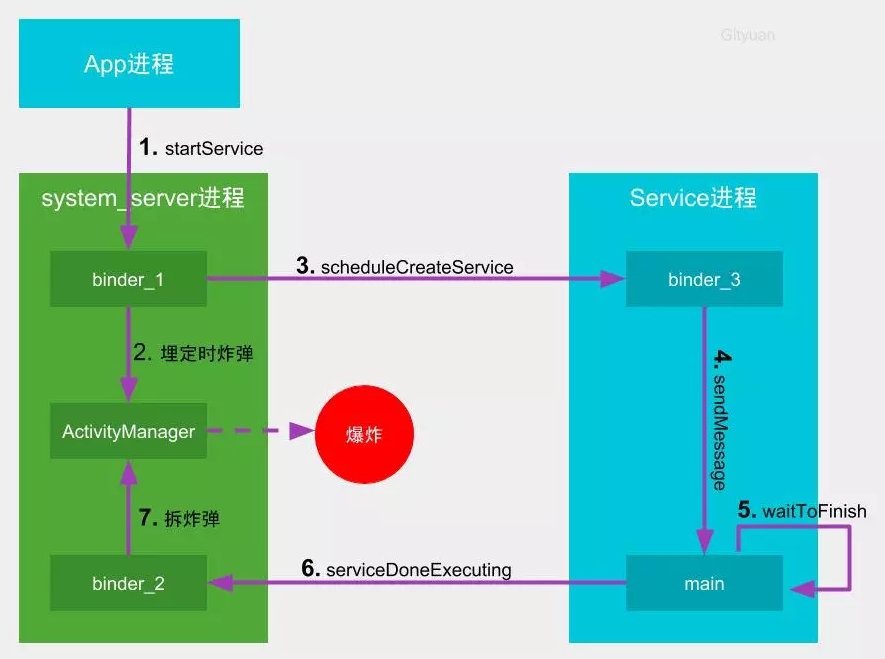 Gityuan
App进程
1. startService
system_server进程
Service进程
binder_1
3. scheduleCreateService
binder_3
2. 埋定时炸弹
4. sendMessage
ActivityManager
爆炸
7. 拆炸弹
5. waitToFinish
binder_2
6. serviceDoneExecuting
main